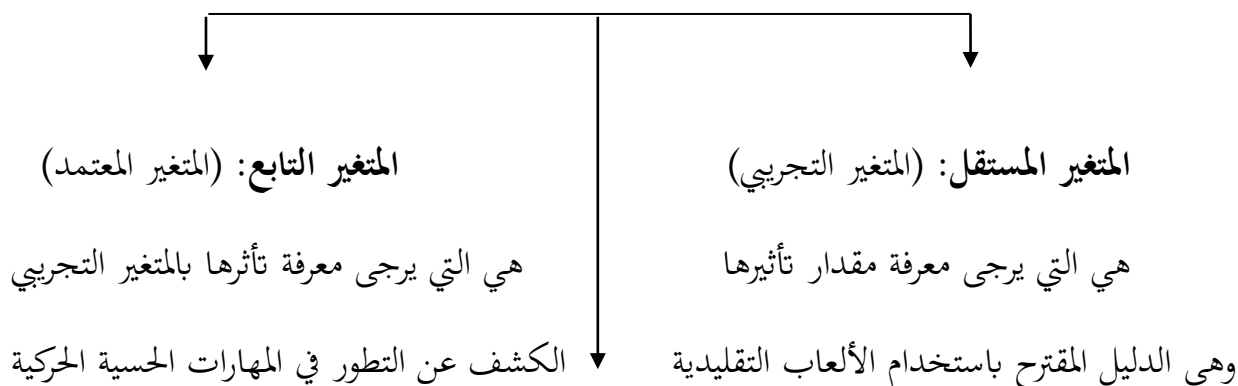 المتغير المستقل: (المتغير التجريبي)
هي التي يرجى معرفة مقدار تأثيرها
وهي الدليل المقترح باستخدام الألعاب التقليدية
المتغير التابع: (المتغير المعتمد)
هي التي يرجى معرفة تأثرها بالمتغير التجريبي
الكشف عن التطور في المهارات الحسية الحركية